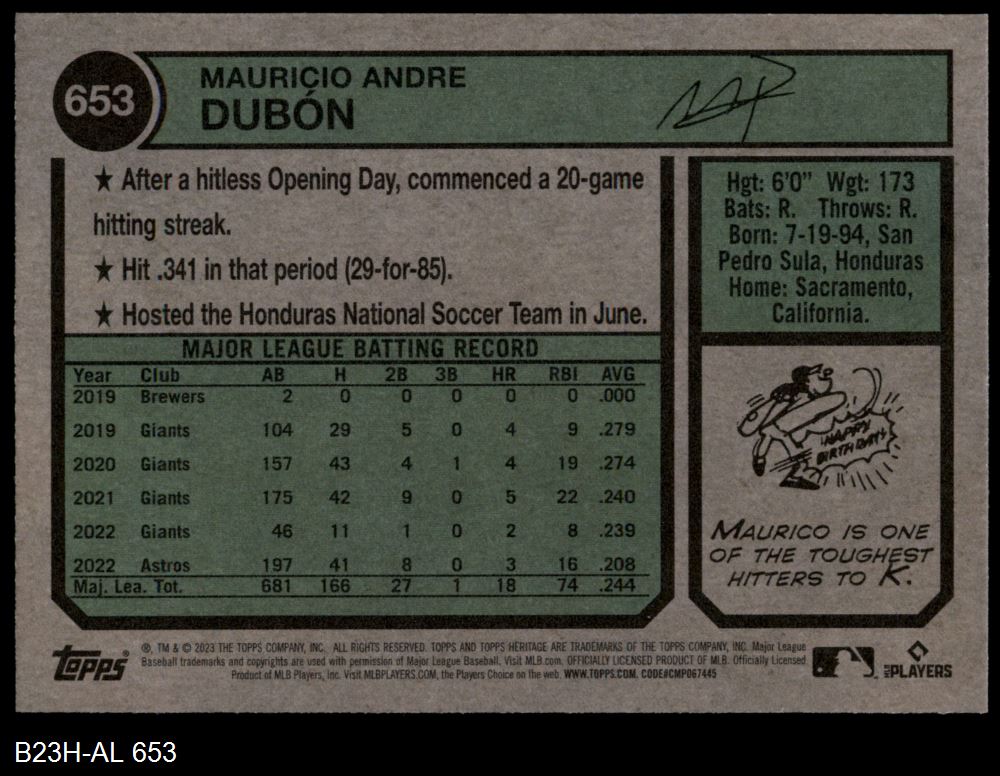 653
MAURICIO ANDRE
DUBÓN
★ After a hitless Opening Day, commenced a 20-game
hitting streak.
★ Hit .341 in that period (29-for-85).
★ Hosted the Honduras National Soccer Team in June.
Hgt: 6'0" Wgt: 173
Bats: R. Throws: R.
Born: 7-19-94, San
Pedro Sula, Honduras
Home: Sacramento,
California.
MAJOR LEAGUE BATTING RECORD
Year Club AB H 2B 3B HR RBI AVG
2019 Brewers 2 0 0 0 0 0 .000
2019 Giants 104 29 5 0 4 9 .279
2020 Giants 157 43 4 1 4 19 .274
2021 Giants 175 42 9 0 5 22 .240
2022 Giants 46 11 1 0 2 8 .239
2022 Astros 197 41 8 0 3 16 .208
Maj. Lea. Tot. 681 166 27 1 18 74 .244
HAPPY
BIRTHDAY!
MAURICO IS ONE
OF THE TOUGHEST
HITTERS TO K.
Topps
®, TM & © 2023 THE TOPPS COMPANY, INC. ALL RIGHTS RESERVED. TOPPS AND TOPPS HERITAGE ARE TRADEMARKS OF THE TOPPS COMPANY, INC. Major League
Baseball trademarks and copyrights are used with permission of Major League Baseball. Visit MLB.com. OFFICIALLY LICENSED PRODUCT OF MLB. Officially Licensed
Product of MLB Players, Inc. Visit MLBPLAYERS.COM, the Players Choice on the web. WWW.TOPPS.COM. CODE#CMP067445
MLB PLAYERS
B23H-AL 653